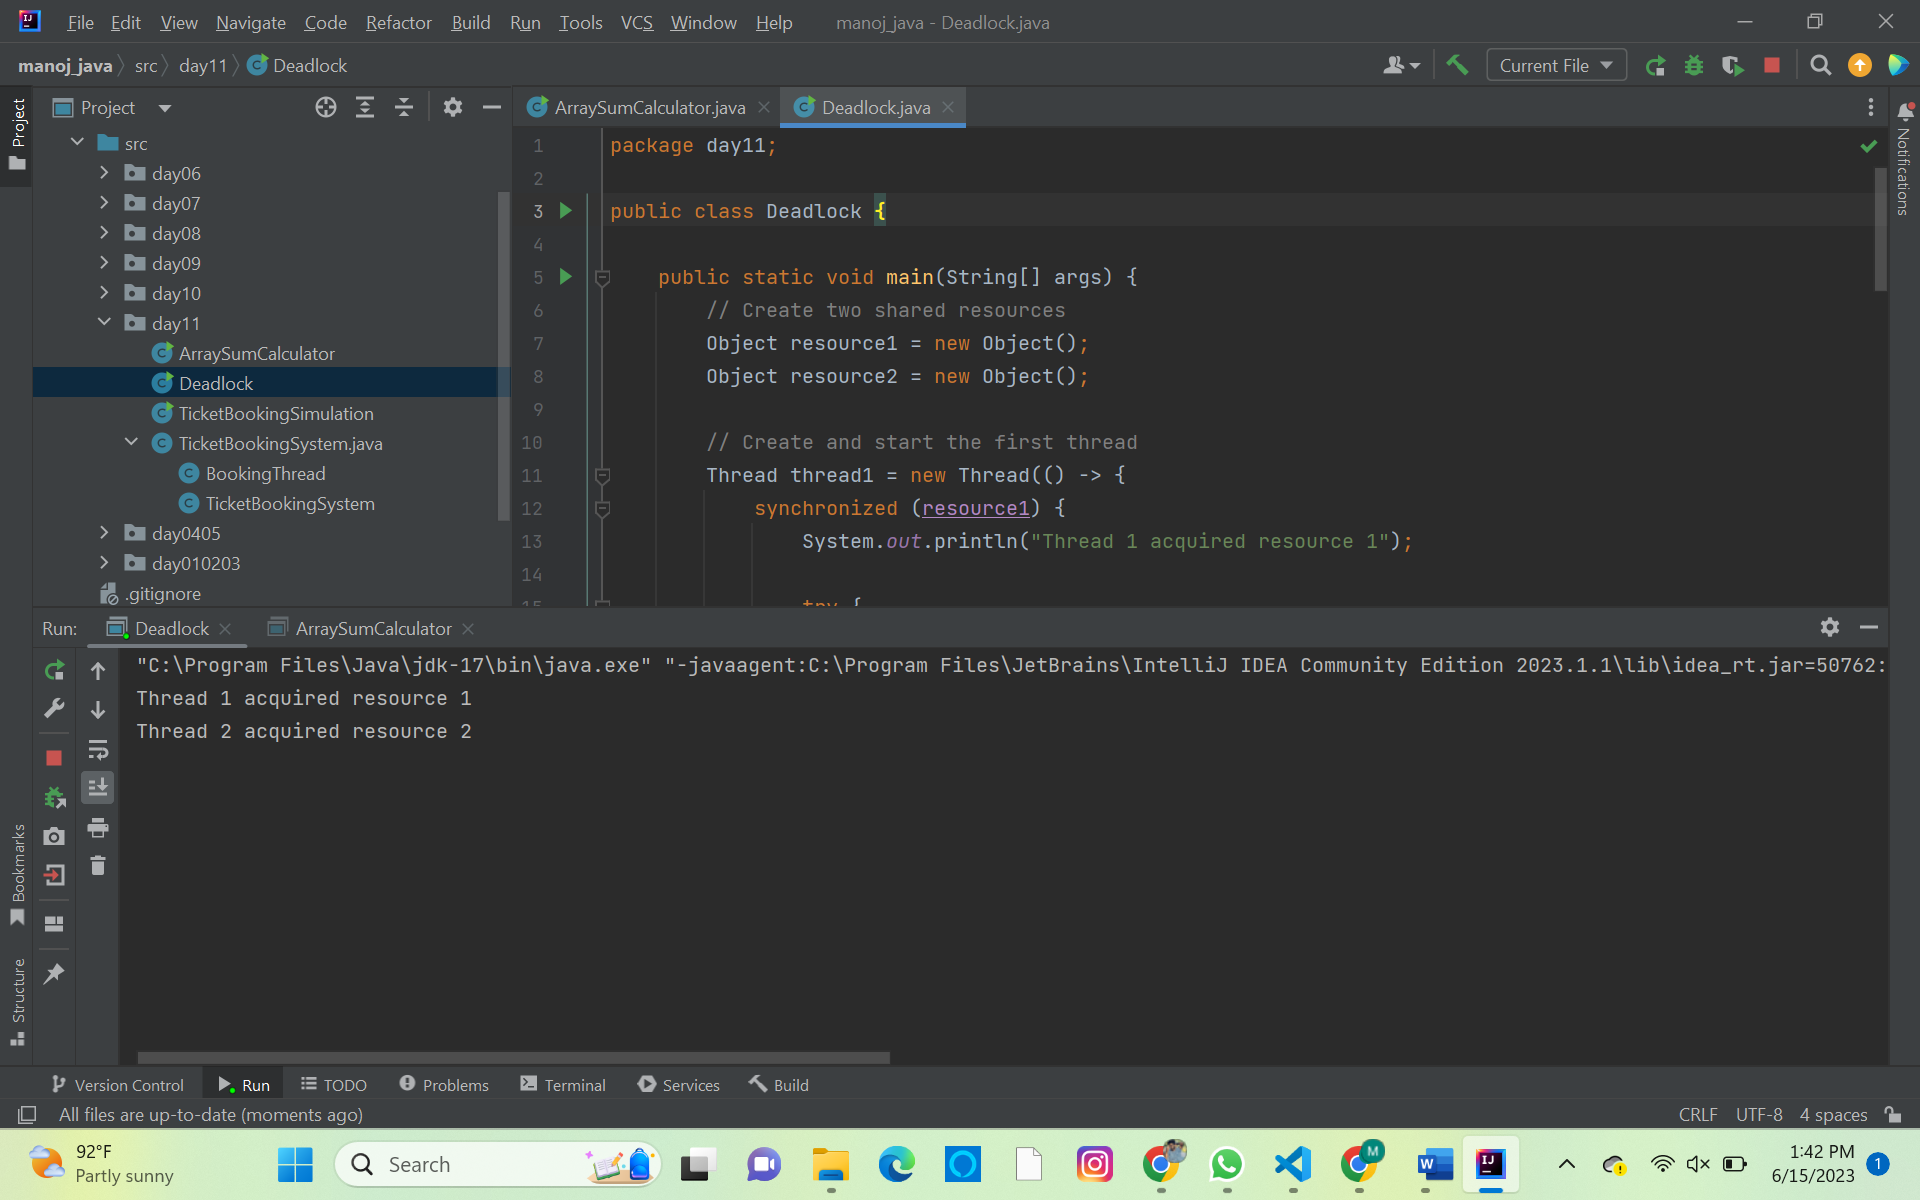 File Edit View Navigate Code Refactor Build Run Tools VCS Window Help manoj_java - Deadlock.java
manoj_java src day11 Deadlock
Current File
Project
Project
ArraySumCalculator.java
Deadlock.java
src
day06
day07
day08
day09
day10
day11
ArraySumCalculator
Deadlock
TicketBookingSimulation
TicketBookingSystem.java
BookingThread
TicketBookingSystem
day0405
day010203
.gitignore
1 package day11;
2
3 public class Deadlock {
4
5 public static void main(String[] args) {
6 // Create two shared resources
7 Object resource1 = new Object();
8 Object resource2 = new Object();
9
10 // Create and start the first thread
11 Thread thread1 = new Thread(() -> {
12 synchronized (resource1) {
13 System.out.println("Thread 1 acquired resource 1");
14
15 try {
Notifications
Run: Deadlock ArraySumCalculator
"C:\Program Files\Java\jdk-17\bin\java.exe" "-javaagent:C:\Program Files\JetBrains\IntelliJ IDEA Community Edition 2023.1.1\lib\idea_rt.jar=50762:
Thread 1 acquired resource 1
Thread 2 acquired resource 2
Bookmarks
Structure
Version Control Run TODO Problems Terminal Services Build
All files are up-to-date (moments ago)
CRLF UTF-8 4 spaces
92°F
Partly sunny
Search
1:42 PM
6/15/2023
1